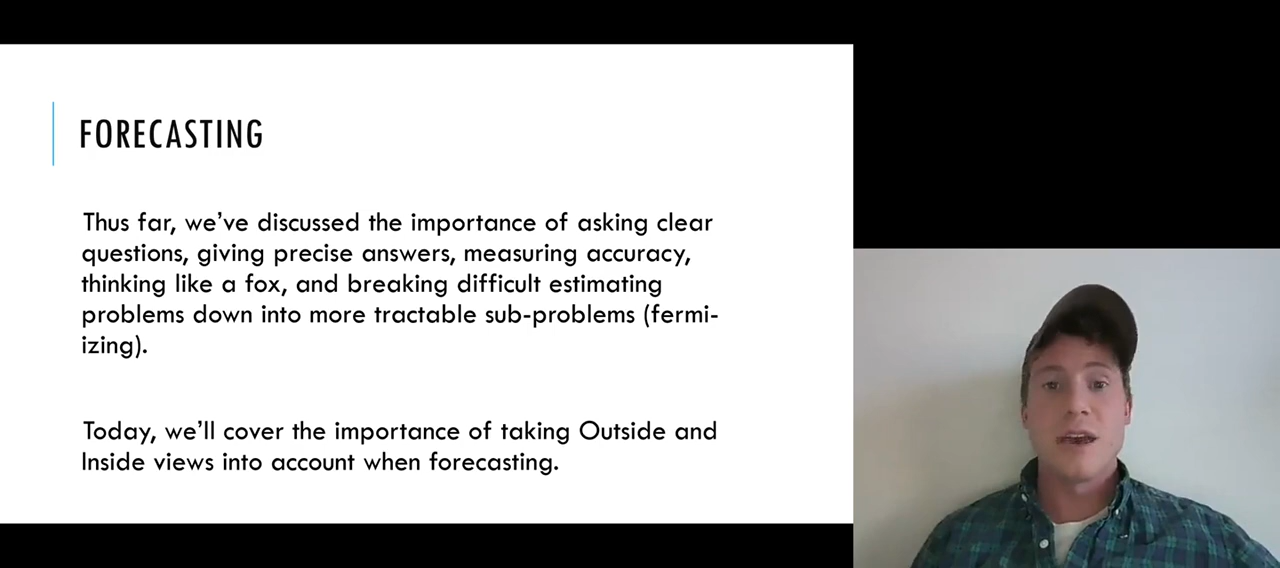 FORECASTING
Thus far, we've discussed the importance of asking clear
questions, giving precise answers, measuring accuracy,
thinking like a fox, and breaking difficult estimating
problems down into more tractable sub-problems (fermi-
izing).
Today, we'll cover the importance of taking Outside and
Inside views into account when forecasting.